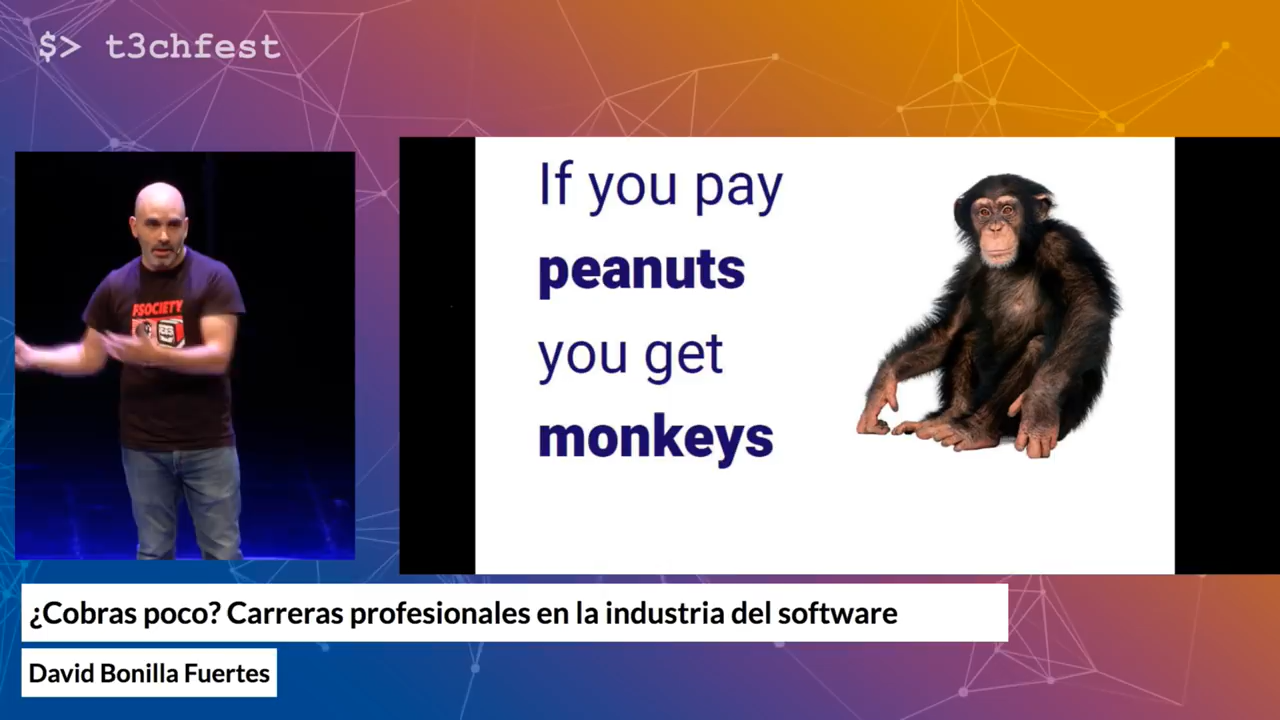 $> t3chfest
FSOCIETY
If you pay
peanuts
you get
monkeys
¿Cobras poco? Carreras profesionales en la industria del software
David Bonilla Fuertes